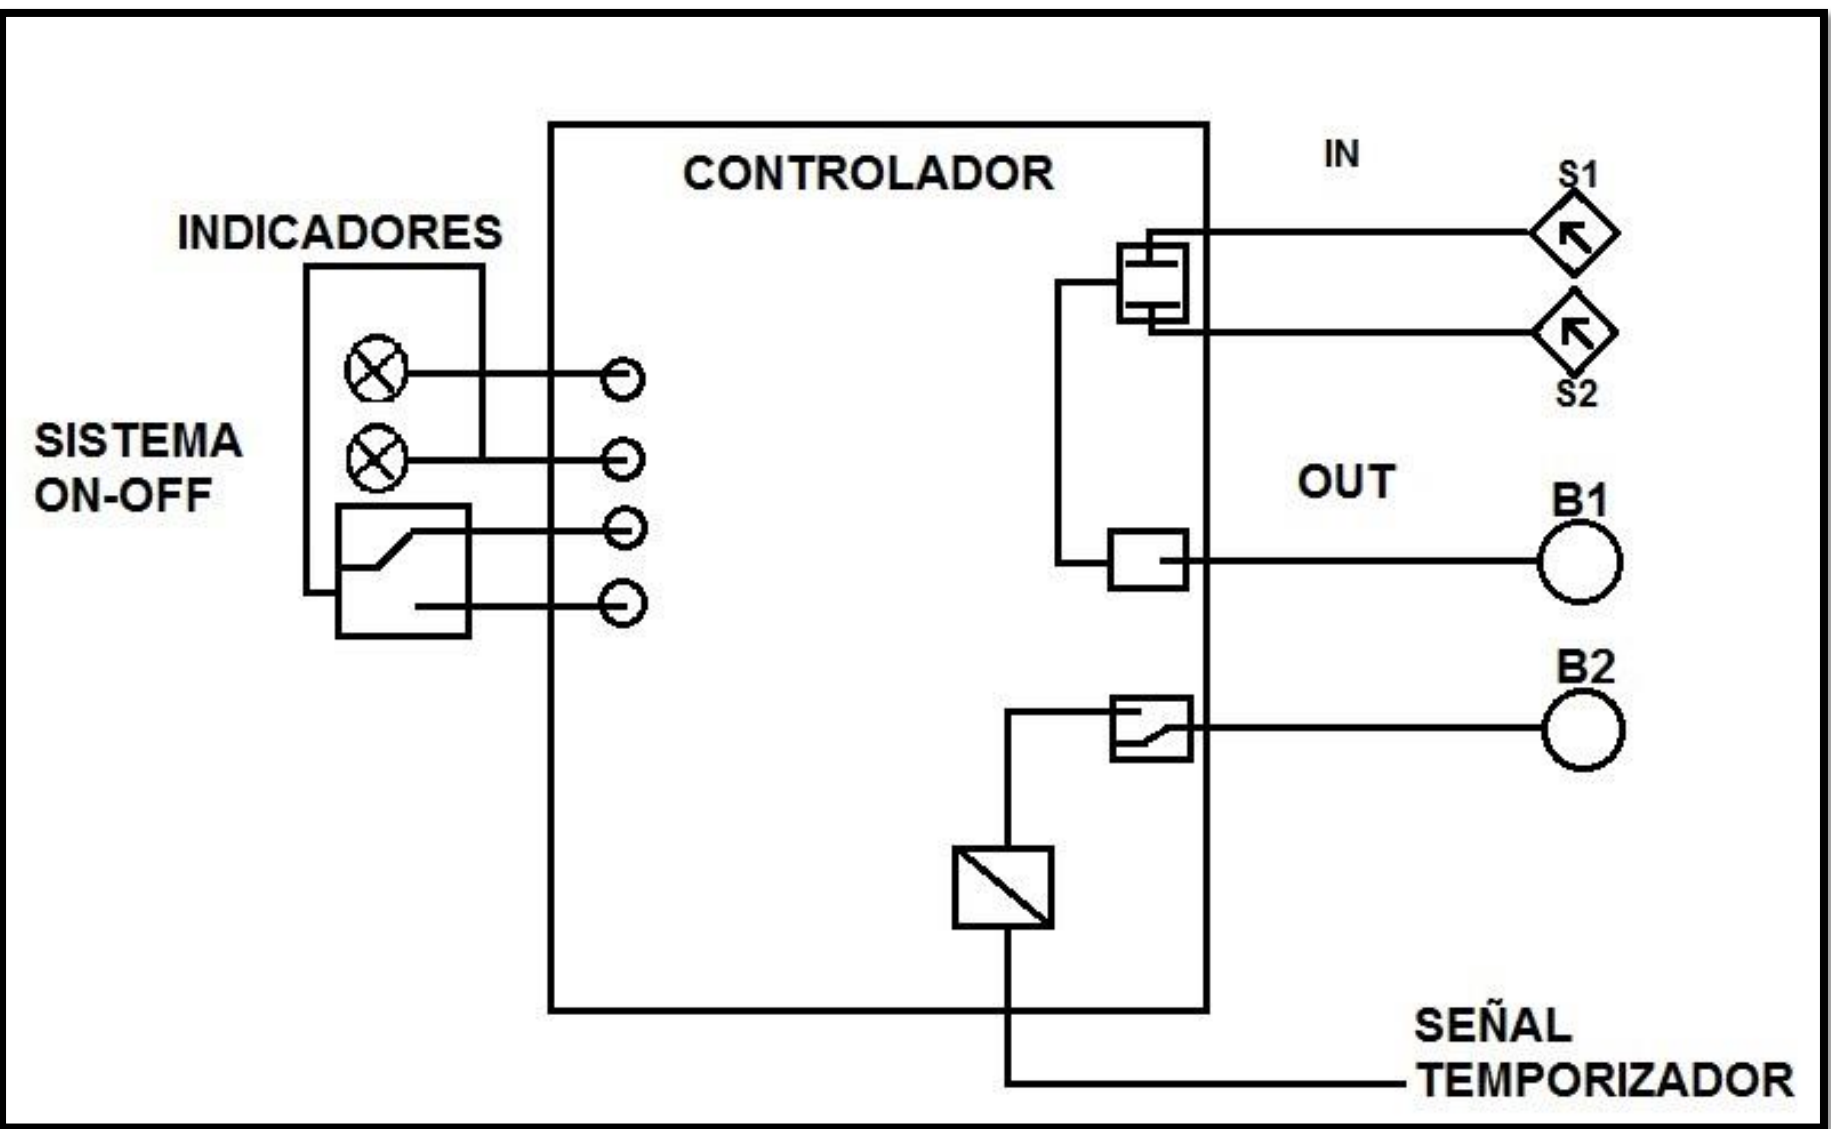 CONTROLADOR
IN
S1
INDICADORES
S2
SISTEMA
ON-OFF
OUT
B1
B2
SEÑAL
TEMPORIZADOR